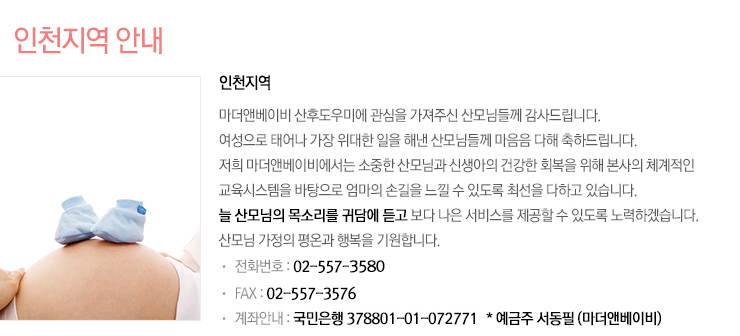 인천지역 안내
인천지역
마더앤베이비 산후도우미에 관심을 가져주신 산모님들께 감사드립니다.
여성으로 태어나 가장 위대한 일을 해낸 산모님들께 마음음 다해 축하드립니다.
저희 마더앤베이비에서는 소중한 산모님과 신생아의 건강한 회복을 위해 본사의 체계적인
교육시스템을 바탕으로 엄마의 손길을 느낄 수 있도록 최선을 다하고 있습니다.
늘 산모님의 목소리를 귀담에 듣고 보다 나은 서비스를 제공할 수 있도록 노력하겠습니다.
산모님 가정의 평온과 행복을 기원합니다.
· 전화번호 : 02-557-3580
· FAX : 02-557-3576
· 계좌안내 : 국민은행 378801-01-072771 * 예금주 서동필 (마더앤베이비)